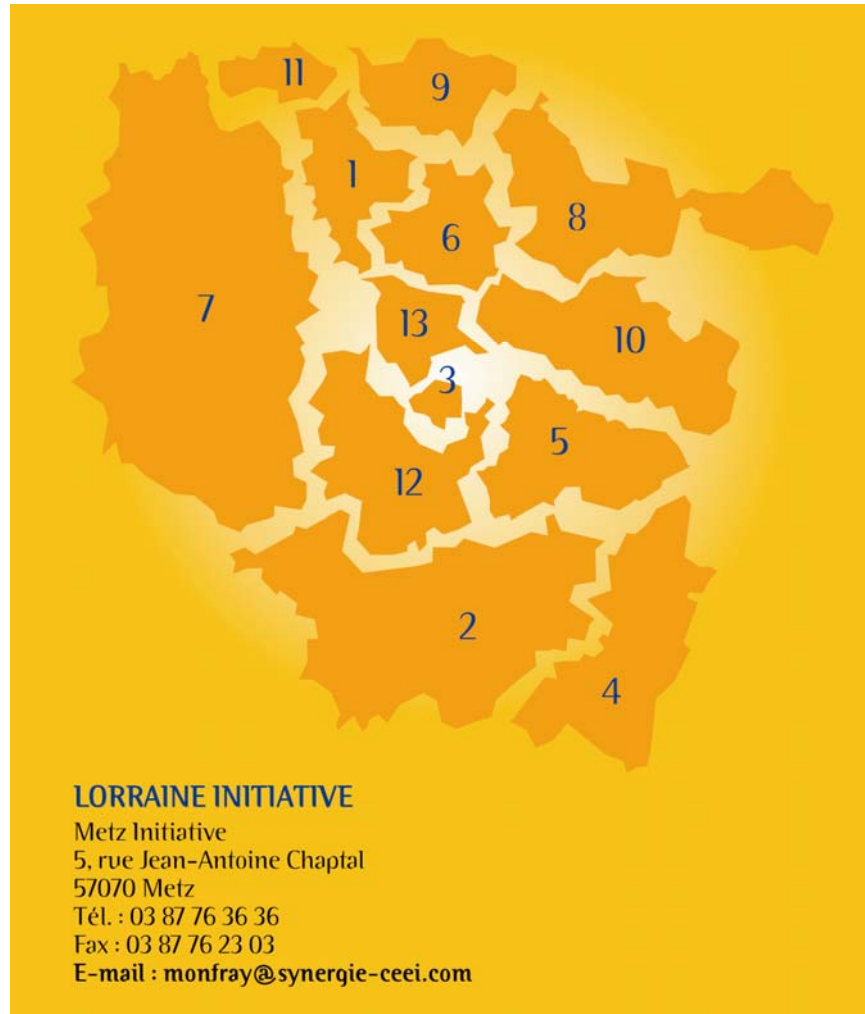 11
9
1
8
6
7
13
10
3
5
12
2
4
LORRAINE INITIATIVE
Metz Initiative
5, rue Jean-Antoine Chaptal
57070 Metz
Tél. : 03 87 76 36 36
Fax : 03 87 76 23 03
E-mail : monfray@synergie-ceei.com